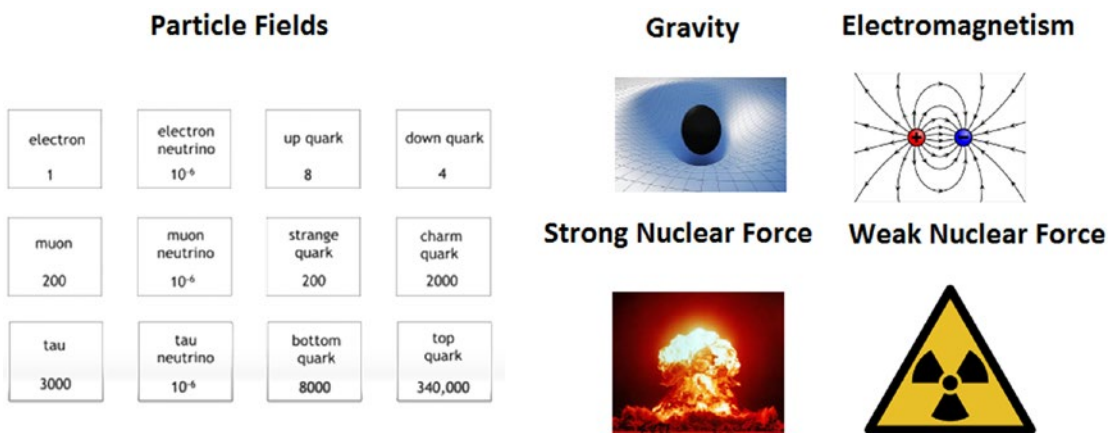 Particle Fields
electron
1
electron
neutrino
10⁻⁶
up quark
8
down quark
4
muon
200
muon
neutrino
10⁻⁶
strange
quark
200
charm
quark
2000
tau
3000
tau
neutrino
10⁻⁶
bottom
quark
8000
top
quark
340,000
Gravity
Electromagnetism
+
−
Strong Nuclear Force
Weak Nuclear Force